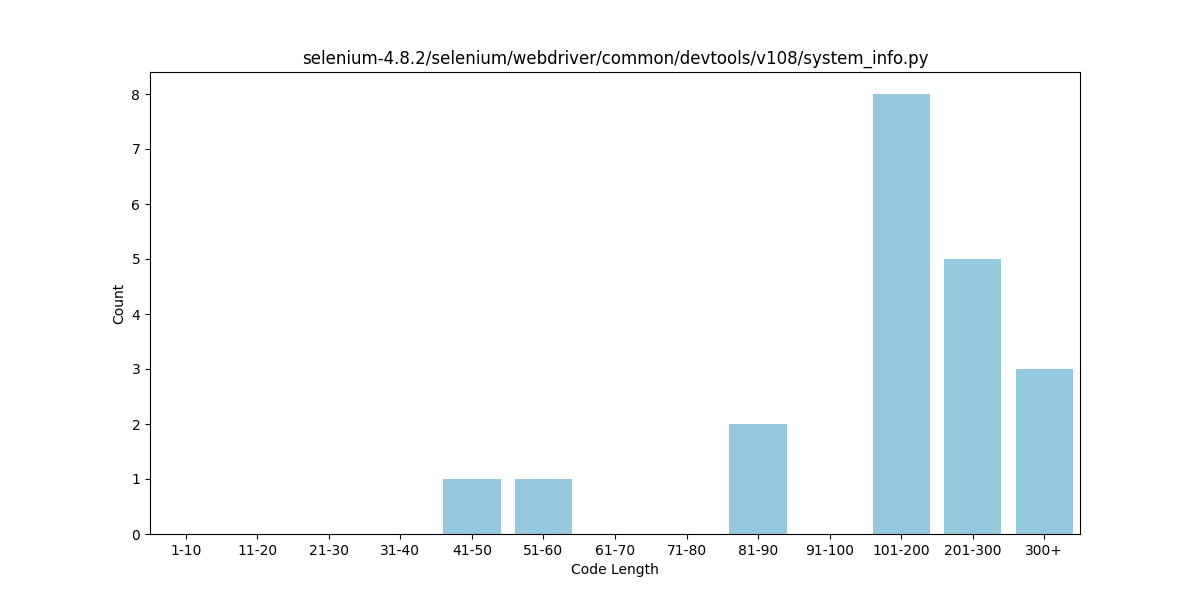 selenium-4.8.2/selenium/webdriver/common/devtools/v108/system_info.py
8
7
6
5
4
3
2
1
0
Count
1-10 11-20 21-30 31-40 41-50 51-60 61-70 71-80 81-90 91-100 101-200 201-300 300+
Code Length